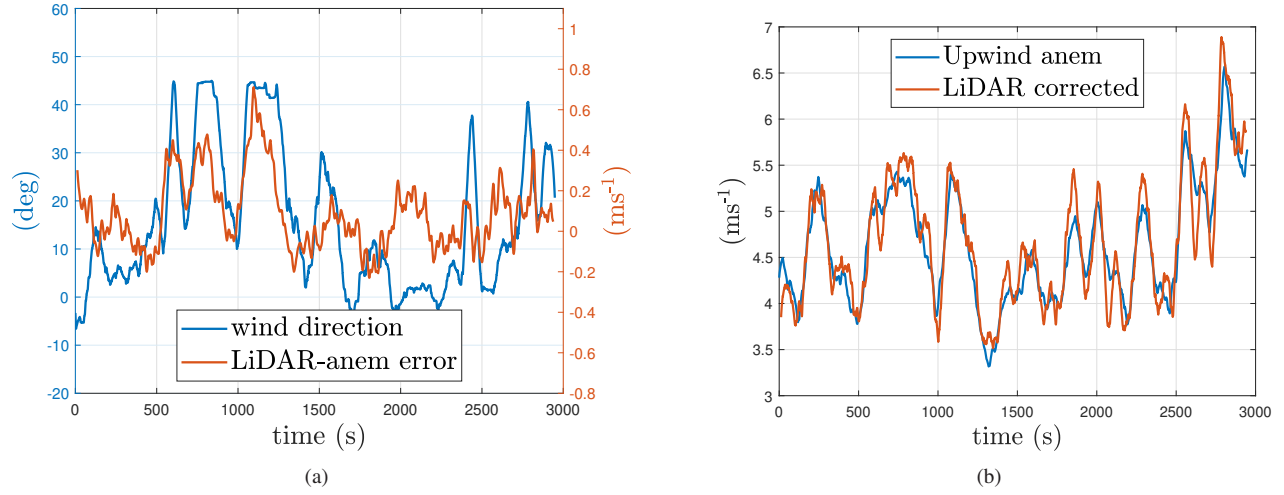 60
50
40
30
20
10
0
-10
-20
(deg)
1
0.8
0.6
0.4
0.2
0
-0.2
-0.4
-0.6
-0.8
(ms-1)
wind direction
LiDAR-anem error
0 500 1000 1500 2000 2500 3000
time (s)
(a)
7
6.5
6
5.5
5
4.5
4
3.5
3
(ms-1)
Upwind anem
LiDAR corrected
0 500 1000 1500 2000 2500 3000
time (s)
(b)